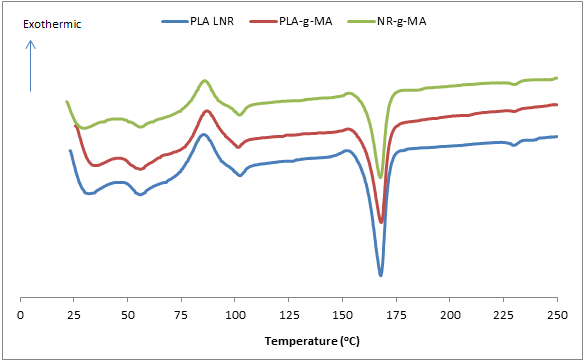 PLA LNR PLA-g-MA NR-g-MA
Exothermic
0 25 50 75 100 125 150 175 200 225 250
Temperature (°C)